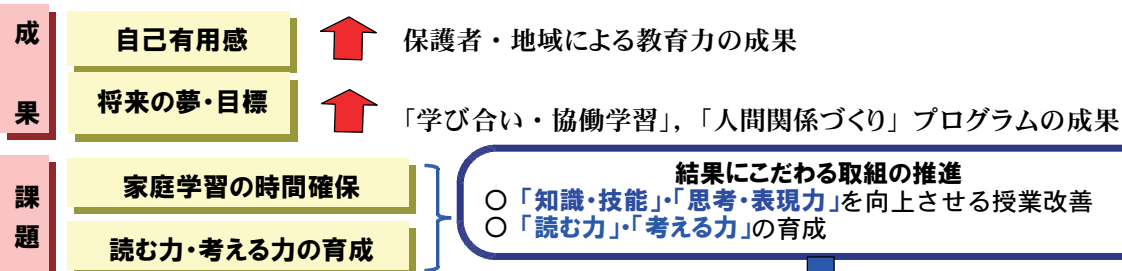 成果
自己有用感
保護者・地域による教育力の成果
将来の夢・目標
「学び合い・協働学習」,「人間関係づくり」プログラムの成果
課題
家庭学習の時間確保
読む力・考える力の育成
結果にこだわる取組の推進
○「知識・技能」・「思考・表現力」を向上させる授業改善
○「読む力」・「考える力」の育成